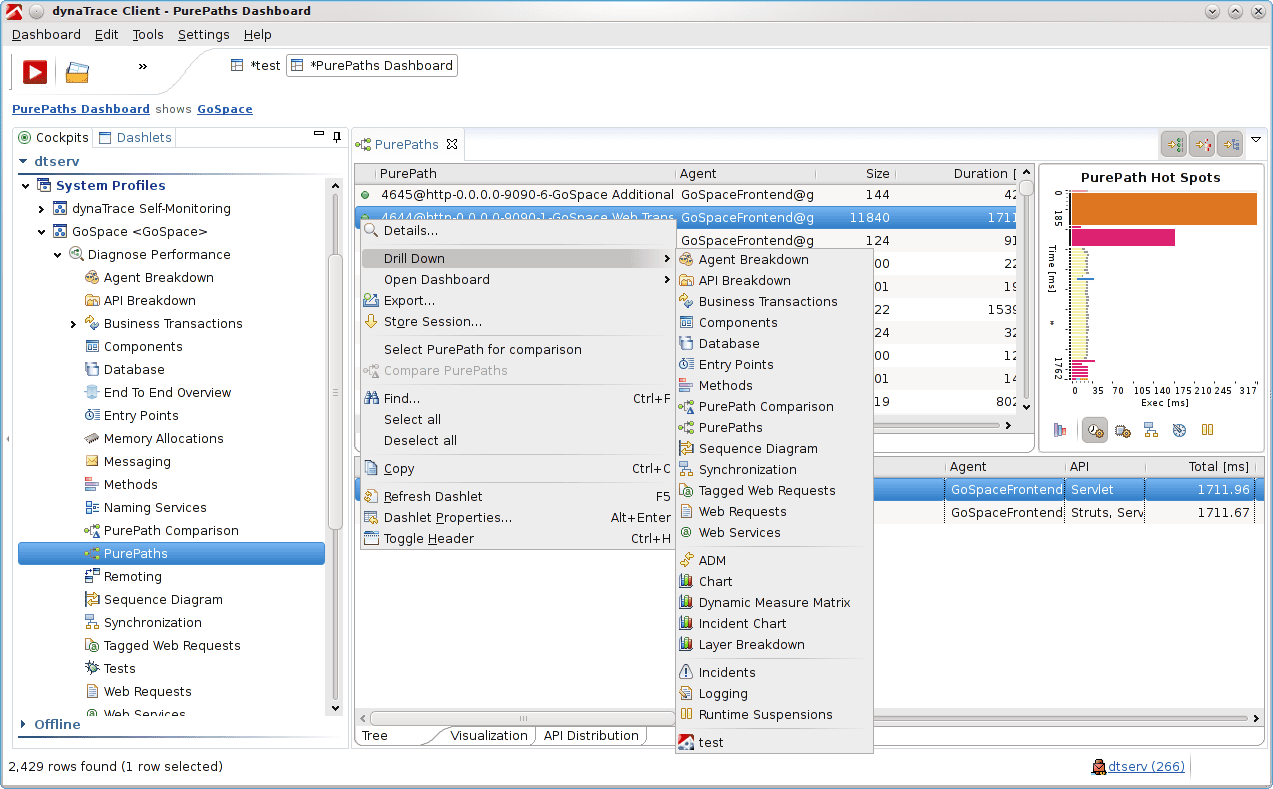 dynaTrace Client - PurePaths Dashboard
Dashboard Edit Tools Settings Help
» *test *PurePaths Dashboard
PurePaths Dashboard shows GoSpace
Cockpits Dashlets
dtserv
System Profiles
dynaTrace Self-Monitoring
GoSpace <GoSpace>
Diagnose Performance
Agent Breakdown
API Breakdown
Business Transactions
Components
Database
End To End Overview
Entry Points
Memory Allocations
Messaging
Methods
Naming Services
PurePath Comparison
PurePaths
Remoting
Sequence Diagram
Synchronization
Tagged Web Requests
Tests
Web Requests
Web Services
Offline
PurePaths
PurePath Agent Size Duration [
4645@http-0.0.0.0-9090-6-GoSpace Additional GoSpaceFrontend@g 144 42
4644@http-0.0.0.0-9090-1-GoSpace Web Trans GoSpaceFrontend@g 11840 1711
GoSpaceFrontend@g 124 91
00 22
01 19
22 1539
24 32
00 12
01 14
19 802
Details...
Drill Down
Open Dashboard
Export...
Store Session...
Select PurePath for comparison
Compare PurePaths
Find... Ctrl+F
Select all
Deselect all
Copy Ctrl+C
Refresh Dashlet F5
Dashlet Properties... Alt+Enter
Toggle Header Ctrl+H
Agent Breakdown
API Breakdown
Business Transactions
Components
Database
Entry Points
Methods
PurePath Comparison
PurePaths
Sequence Diagram
Synchronization
Tagged Web Requests
Web Requests
Web Services
ADM
Chart
Dynamic Measure Matrix
Incident Chart
Layer Breakdown
Incidents
Logging
Runtime Suspensions
test
PurePath Hot Spots
0
185
Time [ms]
*
1762
0 35 70 105 140 175 210 245 317
Exec [ms]
Agent API Total [ms]
GoSpaceFrontend Servlet 1711.96
GoSpaceFrontend Struts, Serv 1711.67
Tree Visualization API Distribution
2,429 rows found (1 row selected)
dtserv (266)